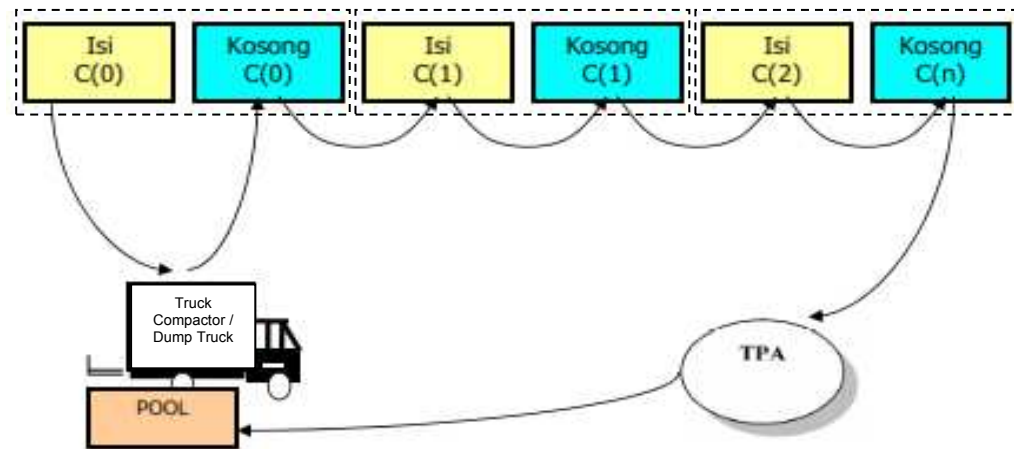 Isi
C(0)
Kosong
C(0)
Isi
C(1)
Kosong
C(1)
Isi
C(2)
Kosong
C(n)
Truck
Compactor /
Dump Truck
POOL
TPA